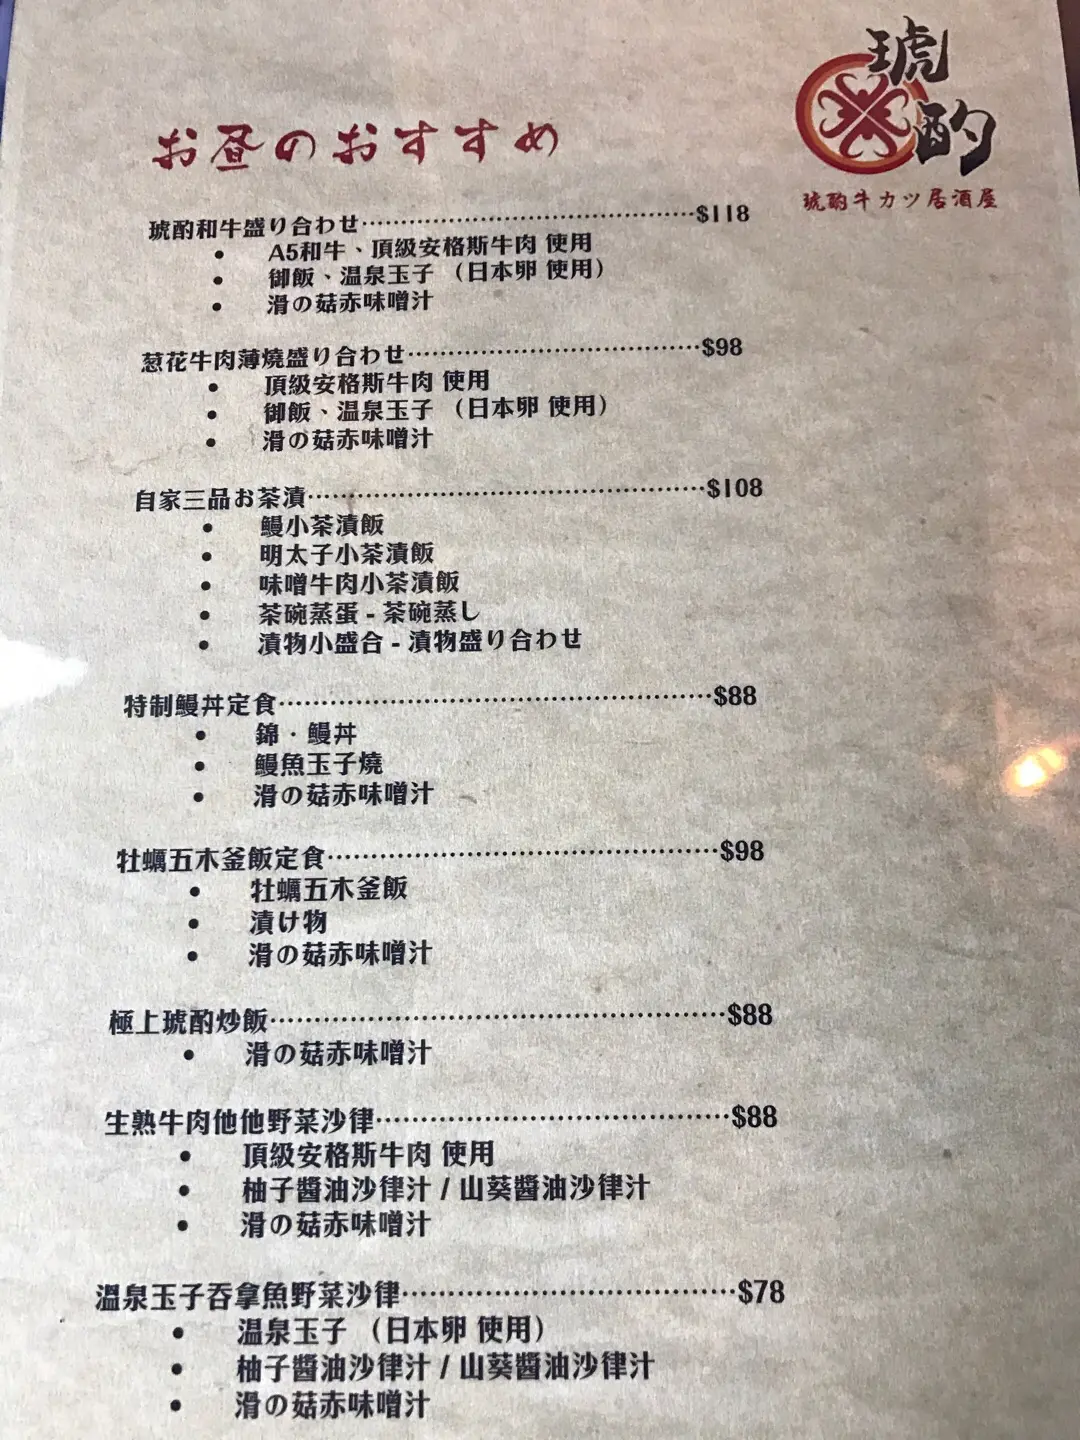 琥酌
琥酌牛カツ居酒屋
お昼のおすすめ
琥酌和牛盛り合わせ……………………………$118
• A5和牛、頂級安格斯牛肉 使用
• 御飯、温泉玉子 （日本卵 使用）
• 滑の菇赤味噌汁
葱花牛肉薄燒盛り合わせ……………………………$98
• 頂級安格斯牛肉 使用
• 御飯、温泉玉子 （日本卵 使用）
• 滑の菇赤味噌汁
自家三品お茶漬……………………………$108
• 鰻小茶漬飯
• 明太子小茶漬飯
• 味噌牛肉小茶漬飯
• 茶碗蒸蛋 - 茶碗蒸し
• 漬物小盛合 - 漬物盛り合わせ
特制鰻丼定食……………………………$88
• 錦 · 鰻丼
• 鰻魚玉子燒
• 滑の菇赤味噌汁
牡蠣五木釜飯定食……………………………$98
• 牡蠣五木釜飯
• 漬け物
• 滑の菇赤味噌汁
極上琥酌炒飯……………………………$88
• 滑の菇赤味噌汁
生熟牛肉他他野菜沙律……………………………$88
• 頂級安格斯牛肉 使用
• 柚子醬油沙律汁 / 山葵醬油沙律汁
• 滑の菇赤味噌汁
溫泉玉子吞拿魚野菜沙律……………………………$78
• 温泉玉子 （日本卵 使用）
• 柚子醬油沙律汁 / 山葵醬油沙律汁
• 滑の菇赤味噌汁